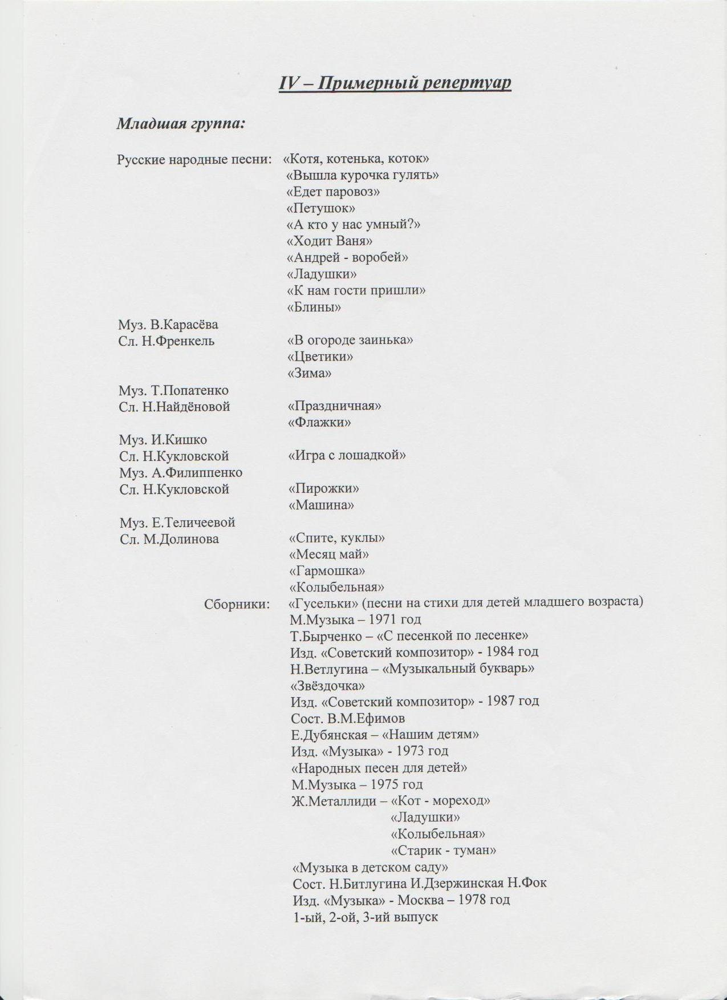 IV – Примерный репертуар
Младшая группа:
Русские народные песни: «Котя, котенька, коток»
«Вышла курочка гулять»
«Едет паровоз»
«Петушок»
«А кто у нас умный?»
«Ходит Ваня»
«Андрей - воробей»
«Ладушки»
«К нам гости пришли»
«Блины»
Муз. В.Карасёва
Сл. Н.Френкель «В огороде заинька»
«Цветики»
«Зима»
Муз. Т.Попатенко
Сл. Н.Найдёновой «Праздничная»
«Флажки»
Муз. И.Кишко
Сл. Н.Кукловской «Игра с лошадкой»
Муз. А.Филиппенко
Сл. Н.Кукловской «Пирожки»
«Машина»
Муз. Е.Теличеевой
Сл. М.Долинова «Спите, куклы»
«Месяц май»
«Гармошка»
«Колыбельная»
Сборники: «Гусельки» (песни на стихи для детей младшего возраста)
М.Музыка – 1971 год
Т.Бырченко – «С песенкой по лесенке»
Изд. «Советский композитор» - 1984 год
Н.Ветлугина – «Музыкальный букварь»
«Звёздочка»
Изд. «Советский композитор» - 1987 год
Сост. В.М.Ефимов
Е.Дубянская – «Нашим детям»
Изд. «Музыка» - 1973 год
«Народных песен для детей»
М.Музыка – 1975 год
Ж.Металлиди – «Кот - мореход»
«Ладушки»
«Колыбельная»
«Старик - туман»
«Музыка в детском саду»
Сост. Н.Битлугина И.Дзержинская Н.Фок
Изд. «Музыка» - Москва – 1978 год
1-ый, 2-ой, 3-ий выпуск